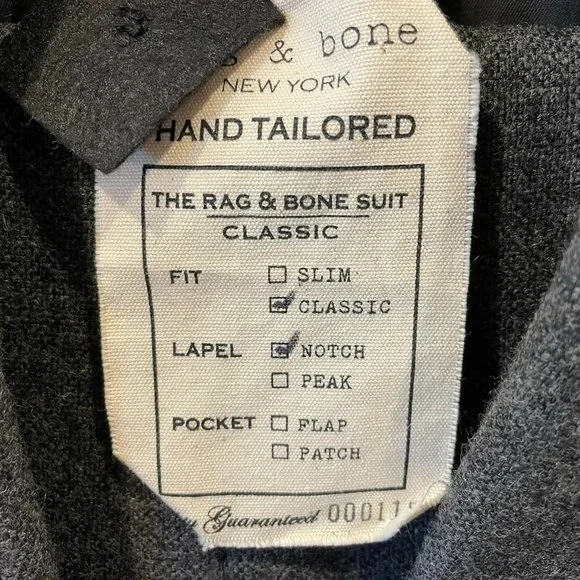 & bone
NEW YORK
HAND TAILORED
THE RAG & BONE SUIT
CLASSIC
FIT ☐ SLIM
☑ CLASSIC
LAPEL ☑ NOTCH
☐ PEAK
POCKET ☐ FLAP
☐ PATCH
Guaranteed 00011